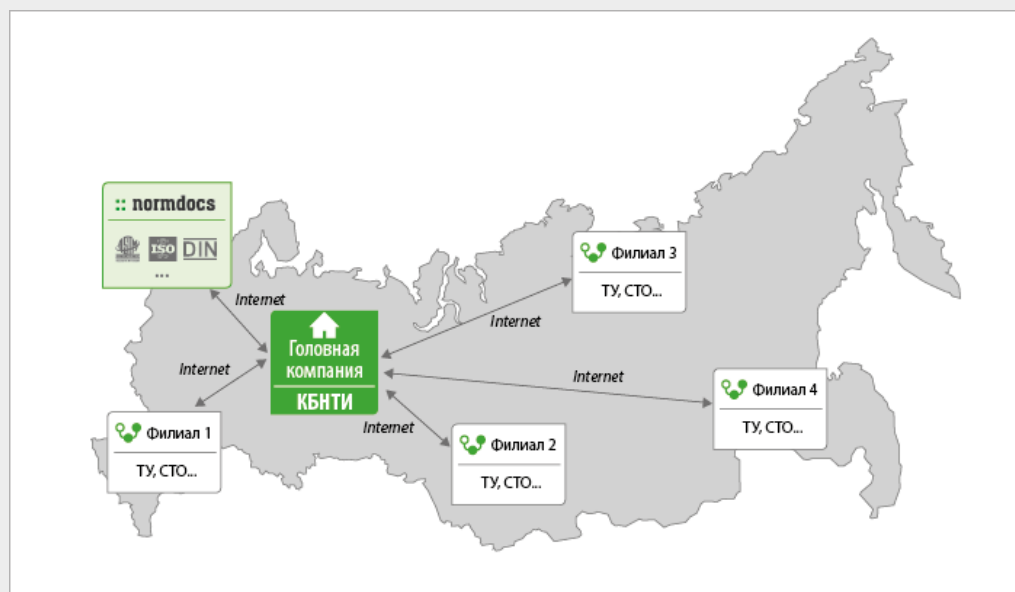 :: normdocs
ISO DIN
...
Internet
Головная
компания
КБНТИ
Internet
Филиал 1
ТУ, СТО...
Internet
Филиал 2
ТУ, СТО...
Internet
Филиал 3
ТУ, СТО...
Internet
Филиал 4
ТУ, СТО...